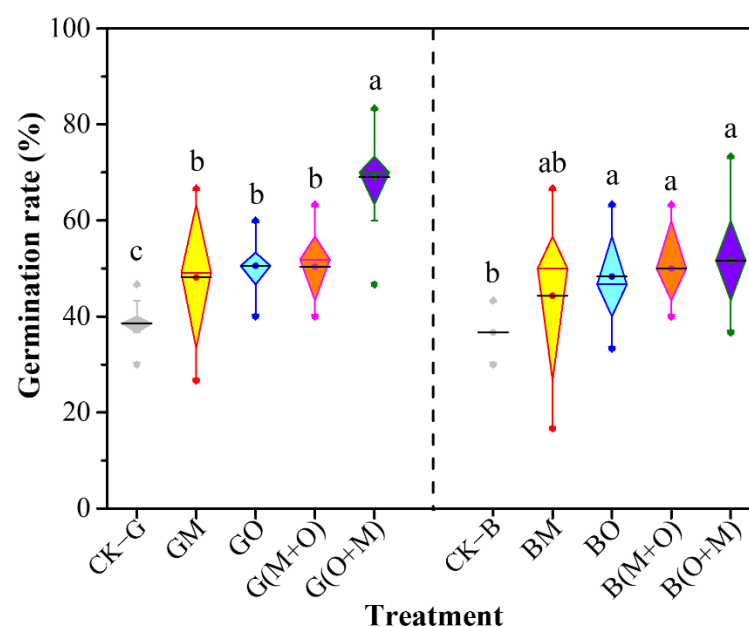 Germination rate (%)
100
80
60
40
20
0
c
b
b
b
a
b
ab
a
a
a
CK−G
GM
GO
G(M+O)
G(O+M)
CK−B
BM
BO
B(M+O)
B(O+M)
Treatment